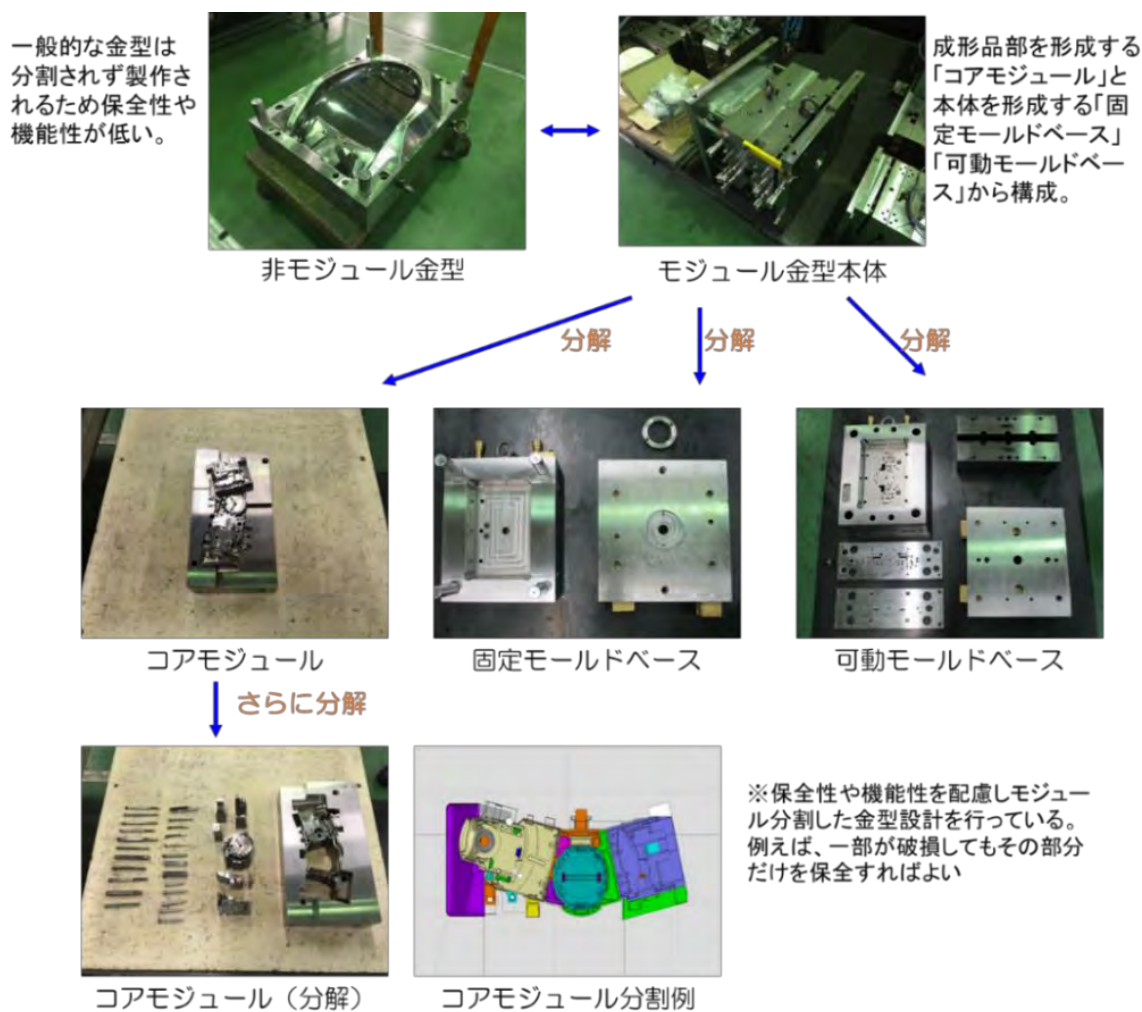 一般的な金型は
分割されず製作さ
れるため保全性や
機能性が低い。
成形品部を形成する
「コアモジュール」と
本体を形成する「固
定モールドベース」
「可動モールドベー
ス」から構成。
非モジュール金型
モジュール金型本体
分解
分解
分解
コアモジュール
固定モールドベース
可動モールドベース
さらに分解
※保全性や機能性を配慮しモジュー
ル分割した金型設計を行っている。
例えば、一部が破損してもその部分
だけを保全すればよい
コアモジュール（分解）
コアモジュール分割例